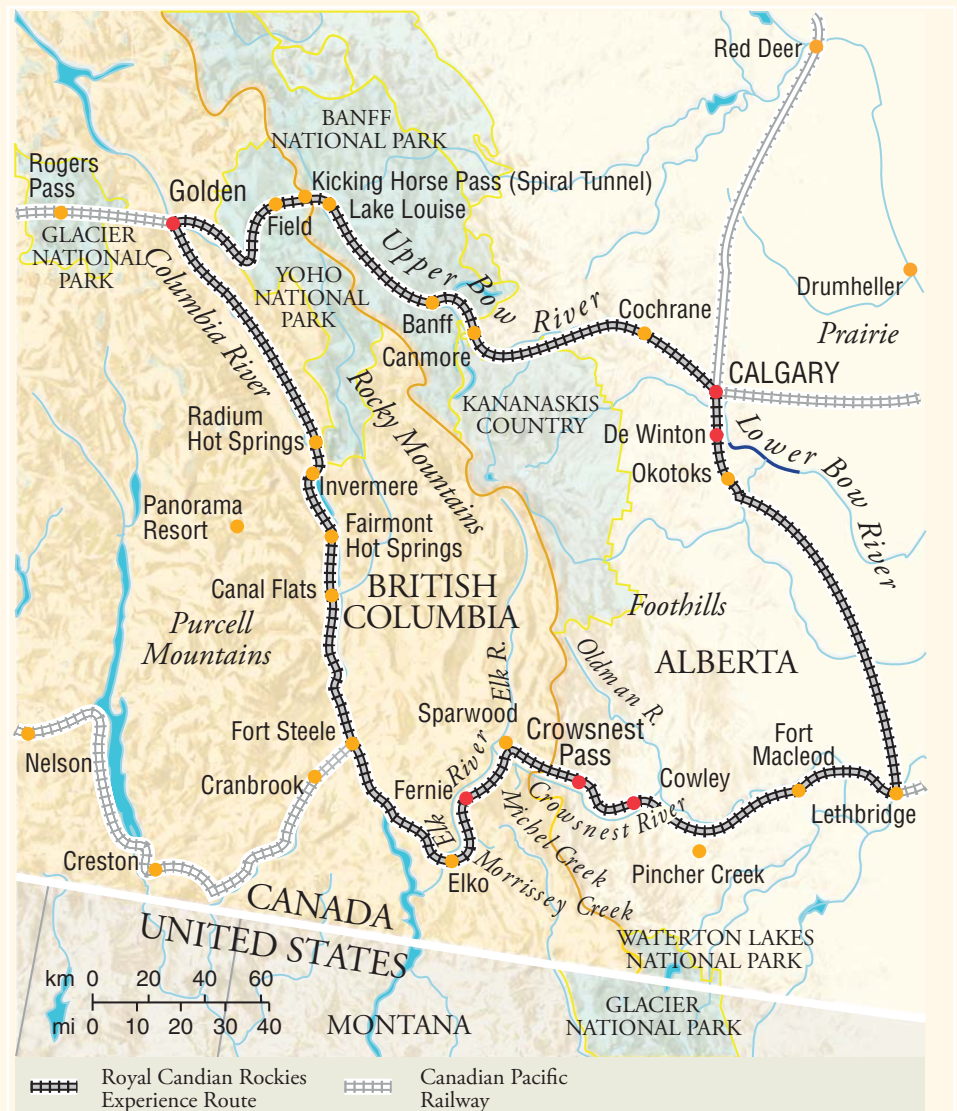 Red Deer
BANFF
NATIONAL PARK
Rogers
Pass
Golden
Kicking Horse Pass (Spiral Tunnel)
Lake Louise
Field
GLACIER
NATIONAL
PARK
Columbia River
YOHO
NATIONAL
PARK
Upper Bow River
Banff
Canmore
Cochrane
Drumheller
Prairie
CALGARY
Rocky Mountains
KANANASKIS
COUNTRY
De Winton
Lower Bow River
Okotoks
Radium
Hot Springs
Invermere
Panorama
Resort
Fairmont
Hot Springs
Canal Flats
BRITISH
COLUMBIA
Purcell
Mountains
Foothills
ALBERTA
Oldman R.
Elk R.
Sparwood
Crowsnest
Pass
Fort Steele
Nelson
Cranbrook
Fernie
Elk River
Cowley
Fort
Macleod
Lethbridge
Crowsnest River
Michel Creek
Morrissey Creek
Pincher Creek
Creston
Elko
CANADA
UNITED STATES
WATERTON LAKES
NATIONAL PARK
GLACIER
NATIONAL PARK
MONTANA
km 0 20 40 60
mi 0 10 20 30 40
Royal Candian Rockies
Experience Route
Canadian Pacific
Railway